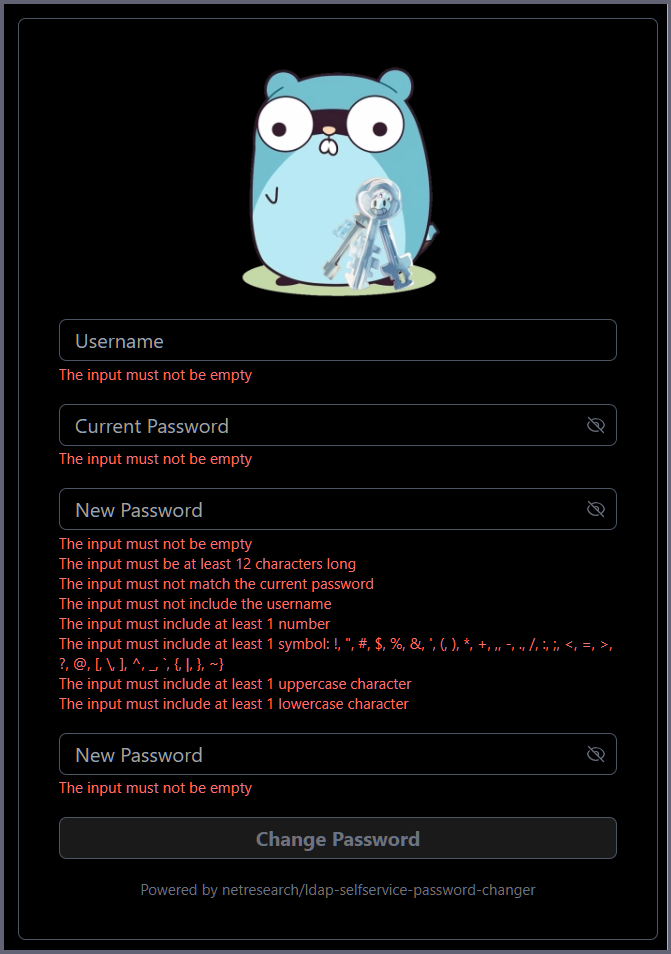 Username
The input must not be empty
Current Password
The input must not be empty
New Password
The input must not be empty
The input must be at least 12 characters long
The input must not match the current password
The input must not include the username
The input must include at least 1 number
The input must include at least 1 symbol: !, ", #, $, %, &, ', (, ), *, +, ,, -, ., /, :, ;, <, =, >,
?, @, [, \, ], ^, _, `, {, |, }, ~}
The input must include at least 1 uppercase character
The input must include at least 1 lowercase character
New Password
The input must not be empty
Change Password
Powered by netresearch/ldap-selfservice-password-changer